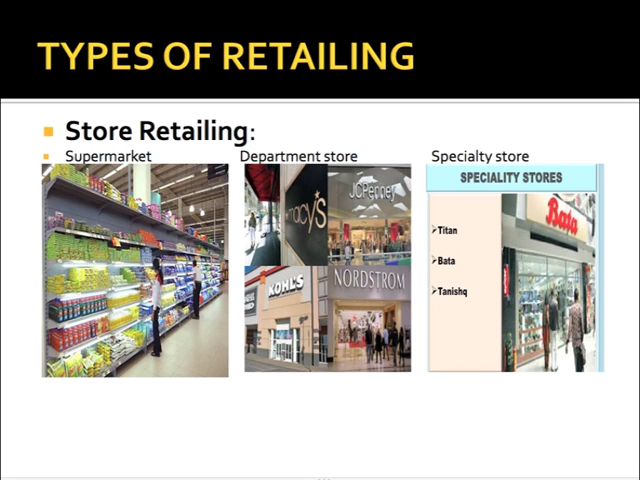 TYPES OF RETAILING
Store Retailing:
Supermarket Department store Specialty store
SPECIALITY STORES
macy's
JCPenney
Bata
Titan
Bata
Tanishq
KOHL'S
NORDSTROM